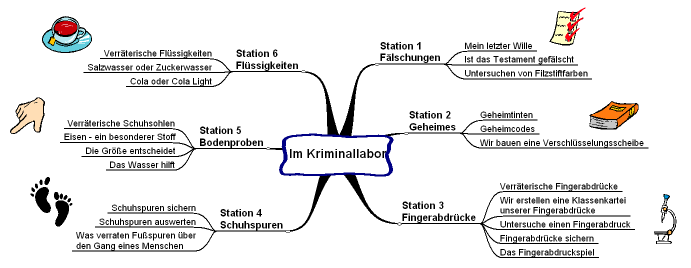 Im Kriminallabor
Station 1
Fälschungen
Mein letzter Wille
Ist das Testament gefälscht
Untersuchen von Filzstiftfarben
Station 2
Geheimes
Geheimtinten
Geheimcodes
Wir bauen eine Verschlüsselungsscheibe
Station 3
Fingerabdrücke
Verräterische Fingerabdrücke
Wir erstellen eine Klassenkartei
unserer Fingerabdrücke
Untersuche einen Fingerabdruck
Fingerabdrücke sichern
Das Fingerabdruckspiel
Station 4
Schuhspuren
Schuhspuren sichern
Schuhspuren auswerten
Was verraten Fußspuren über
den Gang eines Menschen
Station 5
Bodenproben
Verräterische Schuhsohlen
Eisen - ein besonderer Stoff
Die Größe entscheidet
Das Wasser hilft
Station 6
Flüssigkeiten
Verräterische Flüssigkeiten
Salzwasser oder Zuckerwasser
Cola oder Cola Light